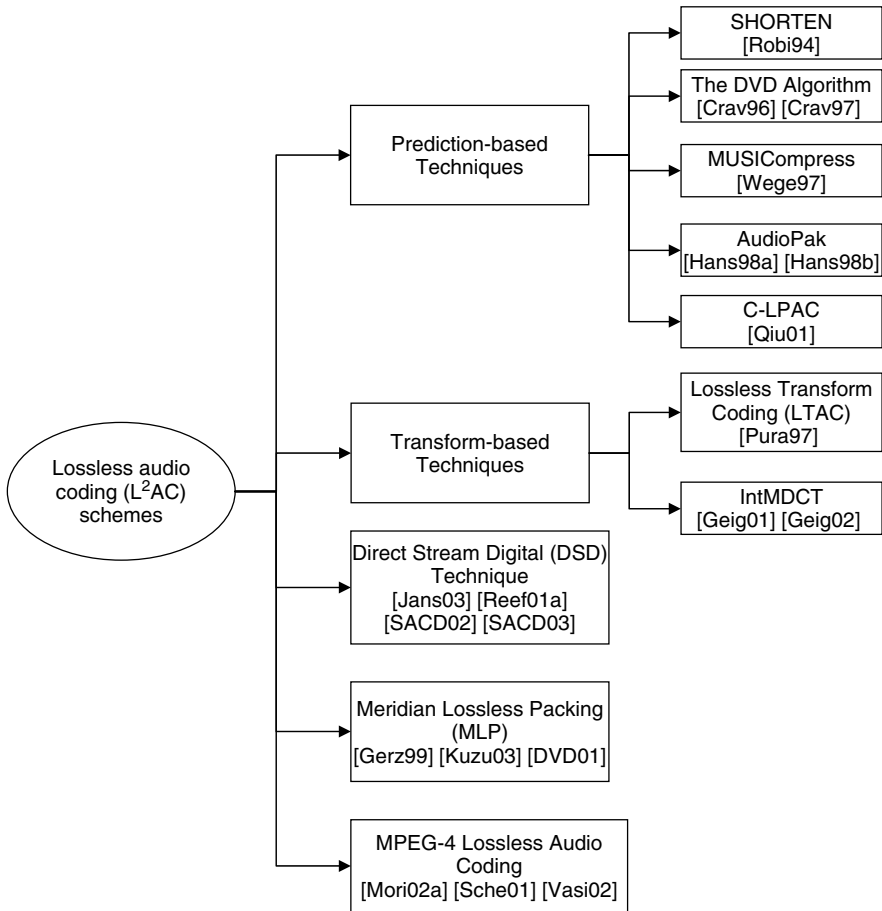 Lossless audio
coding (L²AC)
schemes
Prediction-based
Techniques
SHORTEN
[Robi94]
The DVD Algorithm
[Crav96] [Crav97]
MUSICompress
[Wege97]
AudioPak
[Hans98a] [Hans98b]
C-LPAC
[Qiu01]
Transform-based
Techniques
Lossless Transform
Coding (LTAC)
[Pura97]
IntMDCT
[Geig01] [Geig02]
Direct Stream Digital (DSD)
Technique
[Jans03] [Reef01a]
[SACD02] [SACD03]
Meridian Lossless Packing
(MLP)
[Gerz99] [Kuzu03] [DVD01]
MPEG-4 Lossless Audio
Coding
[Mori02a] [Sche01] [Vasi02]